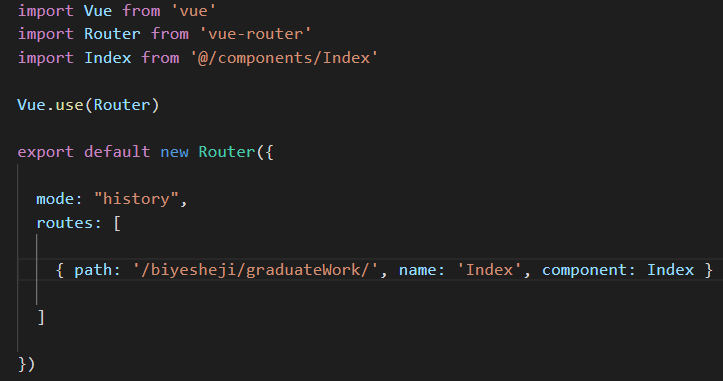 import Vue from 'vue'
import Router from 'vue-router'
import Index from '@/components/Index'
Vue.use(Router)
export default new Router({
mode: "history",
routes: [
{ path: '/biyesheji/graduateWork/', name: 'Index', component: Index }
]
})